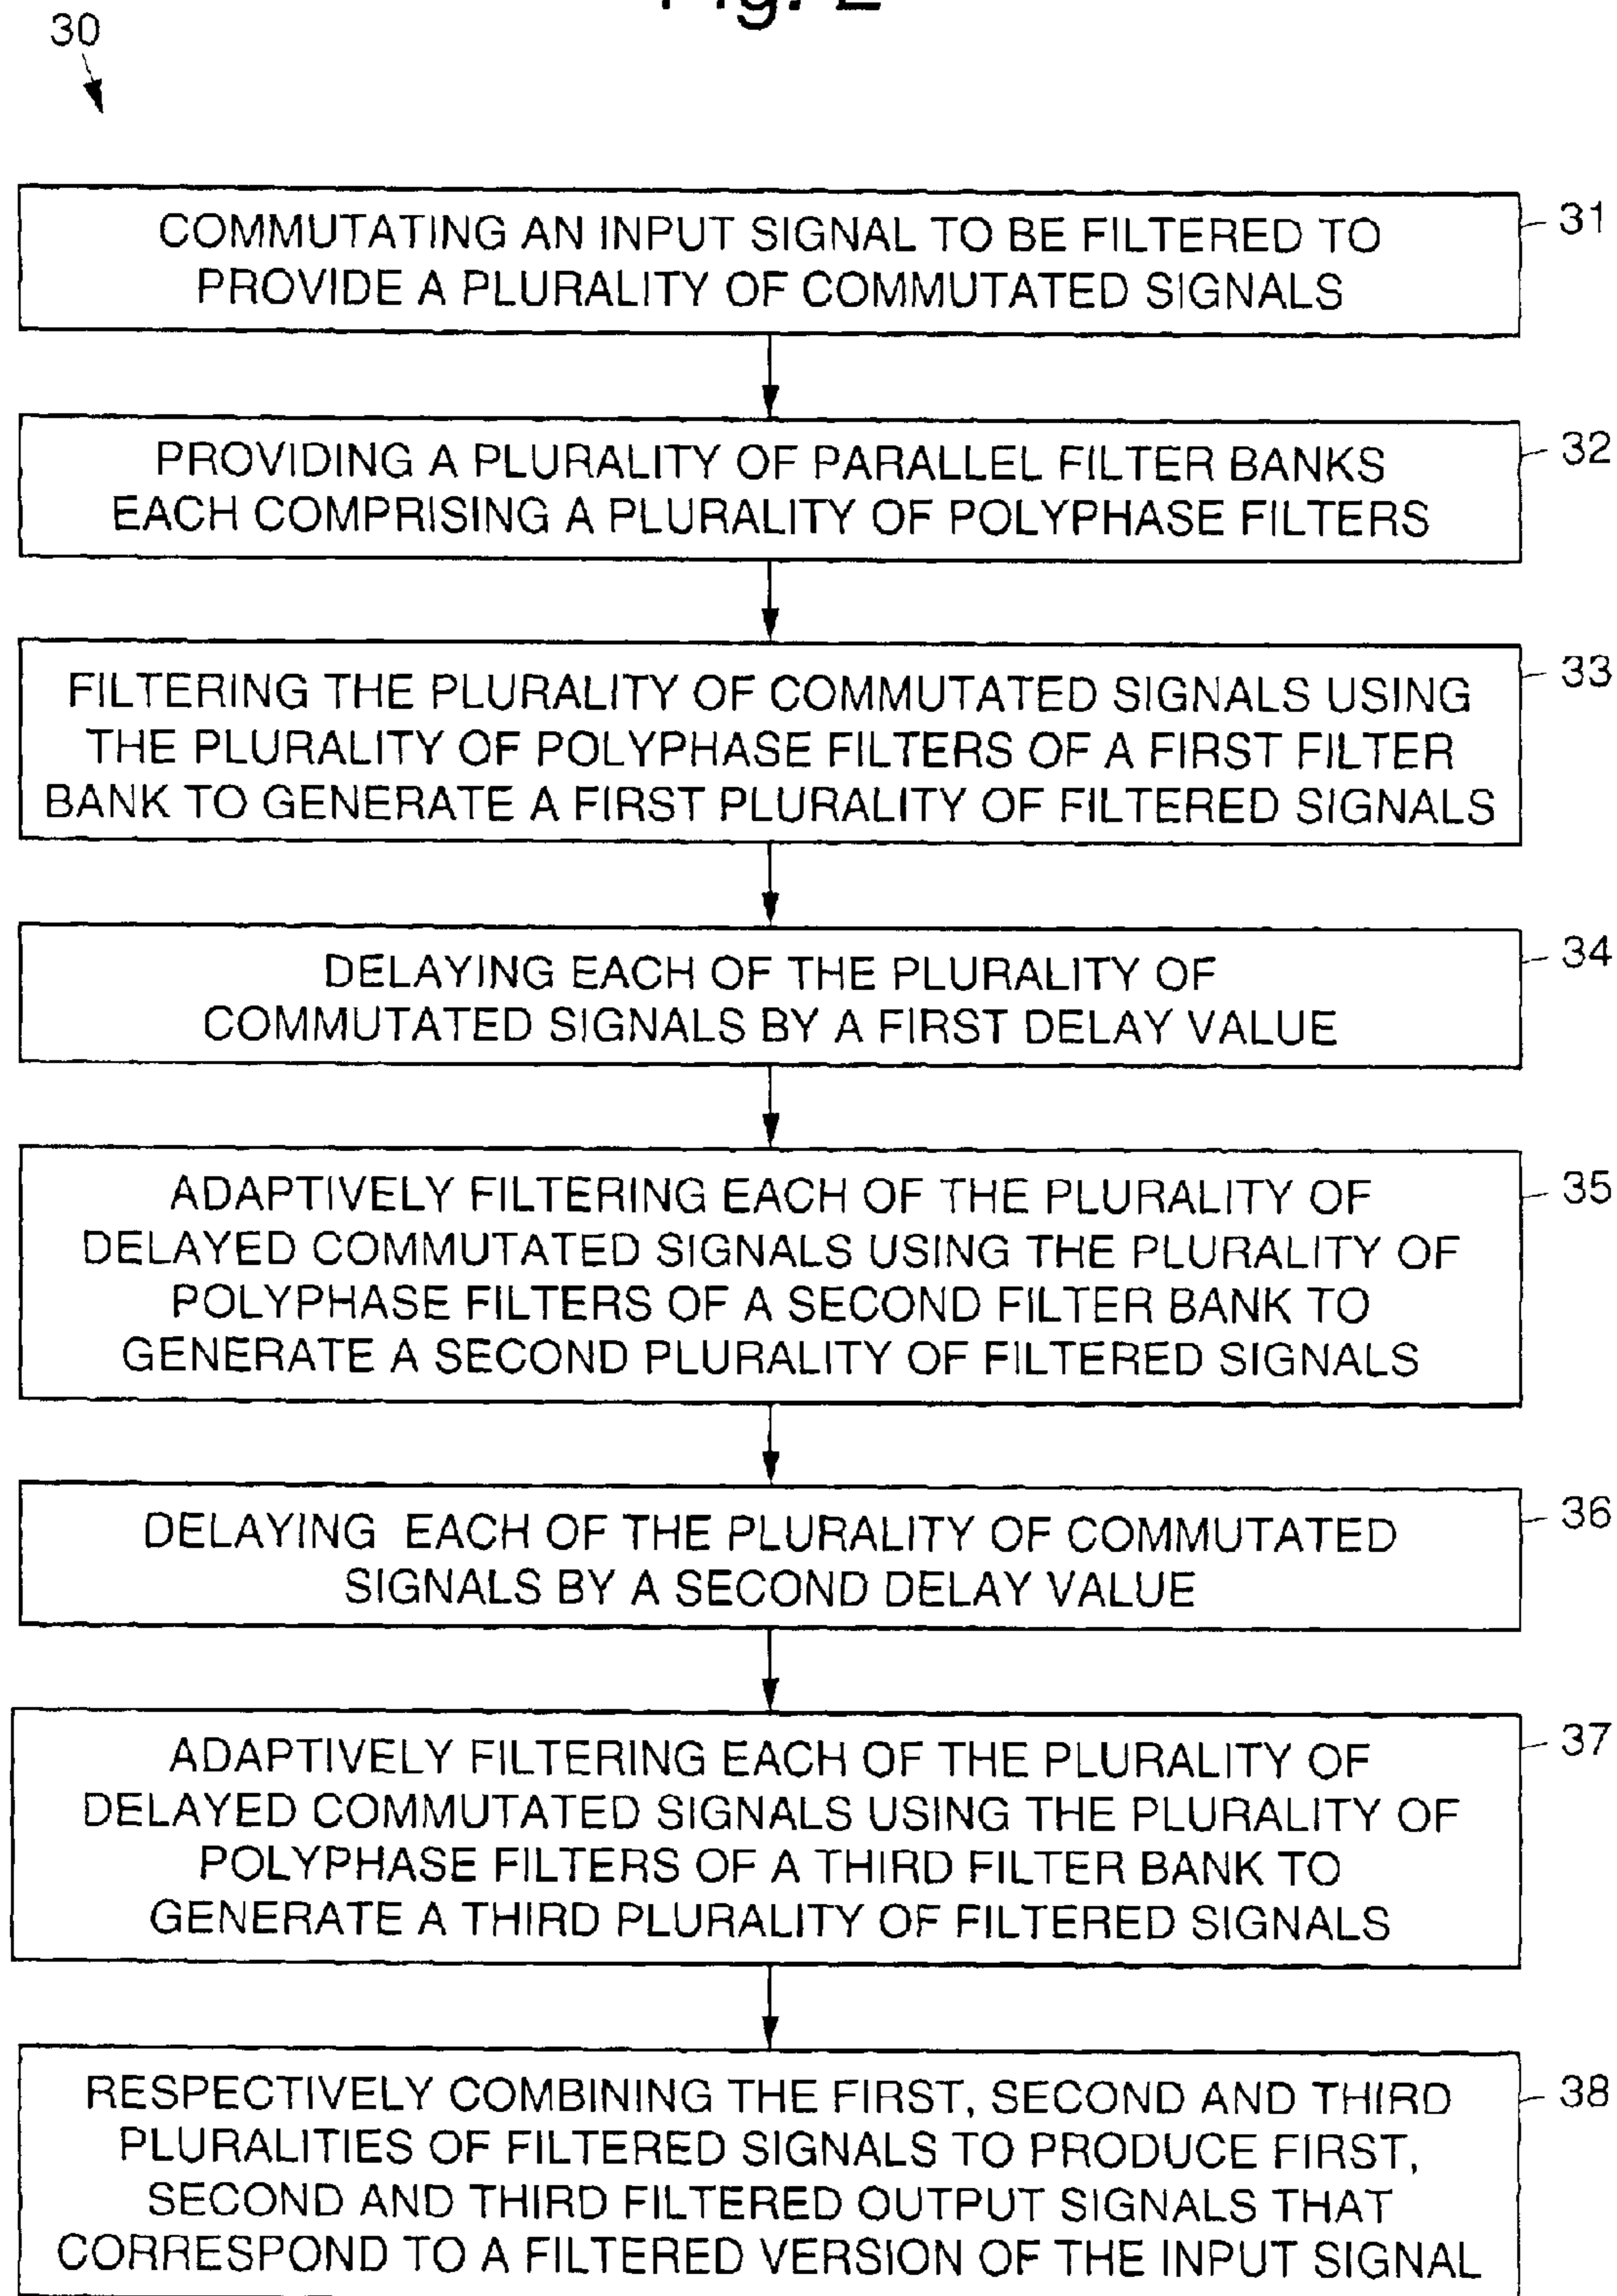 Fig. 2
30
COMMUTATING AN INPUT SIGNAL TO BE FILTERED TO
PROVIDE A PLURALITY OF COMMUTATED SIGNALS
31
PROVIDING A PLURALITY OF PARALLEL FILTER BANKS
EACH COMPRISING A PLURALITY OF POLYPHASE FILTERS
32
FILTERING THE PLURALITY OF COMMUTATED SIGNALS USING
THE PLURALITY OF POLYPHASE FILTERS OF A FIRST FILTER
BANK TO GENERATE A FIRST PLURALITY OF FILTERED SIGNALS
33
DELAYING EACH OF THE PLURALITY OF
COMMUTATED SIGNALS BY A FIRST DELAY VALUE
34
ADAPTIVELY FILTERING EACH OF THE PLURALITY OF
DELAYED COMMUTATED SIGNALS USING THE PLURALITY OF
POLYPHASE FILTERS OF A SECOND FILTER BANK TO
GENERATE A SECOND PLURALITY OF FILTERED SIGNALS
35
DELAYING EACH OF THE PLURALITY OF COMMUTATED
SIGNALS BY A SECOND DELAY VALUE
36
ADAPTIVELY FILTERING EACH OF THE PLURALITY OF
DELAYED COMMUTATED SIGNALS USING THE PLURALITY OF
POLYPHASE FILTERS OF A THIRD FILTER BANK TO
GENERATE A THIRD PLURALITY OF FILTERED SIGNALS
37
RESPECTIVELY COMBINING THE FIRST, SECOND AND THIRD
PLURALITIES OF FILTERED SIGNALS TO PRODUCE FIRST,
SECOND AND THIRD FILTERED OUTPUT SIGNALS THAT
CORRESPOND TO A FILTERED VERSION OF THE INPUT SIGNAL
38